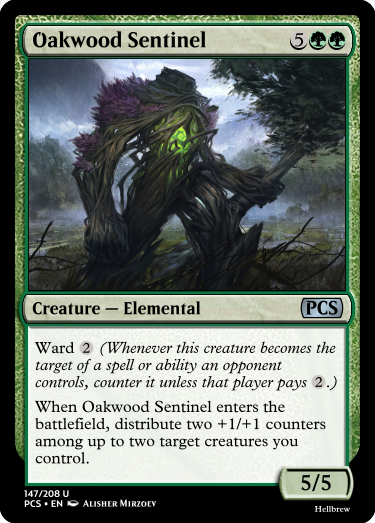 Oakwood Sentinel 5
Creature — Elemental PCS
Ward 2 (Whenever this creature becomes the
target of a spell or ability an opponent
controls, counter it unless that player pays 2.)
When Oakwood Sentinel enters the
battlefield, distribute two +1/+1 counters
among up to two target creatures you
control.
5/5
147/208 U
PCS • EN Alisher Mirzoev
Hellbrew